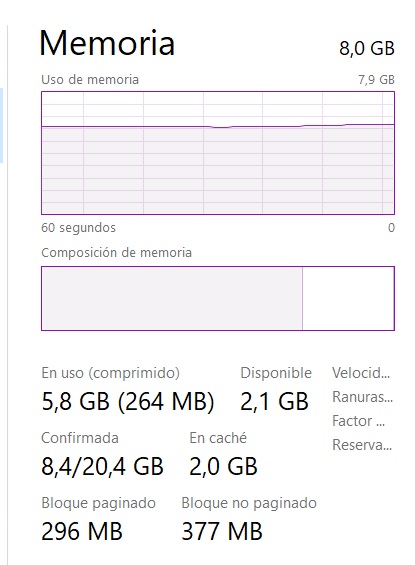 Memoria 8,0 GB
Uso de memoria 7,9 GB
60 segundos 0
Composición de memoria
En uso (comprimido) Disponible Velocid...
5,8 GB (264 MB) 2,1 GB Ranuras...
Factor ...
Confirmada En caché Reserva...
8,4/20,4 GB 2,0 GB
Bloque paginado Bloque no paginado
296 MB 377 MB